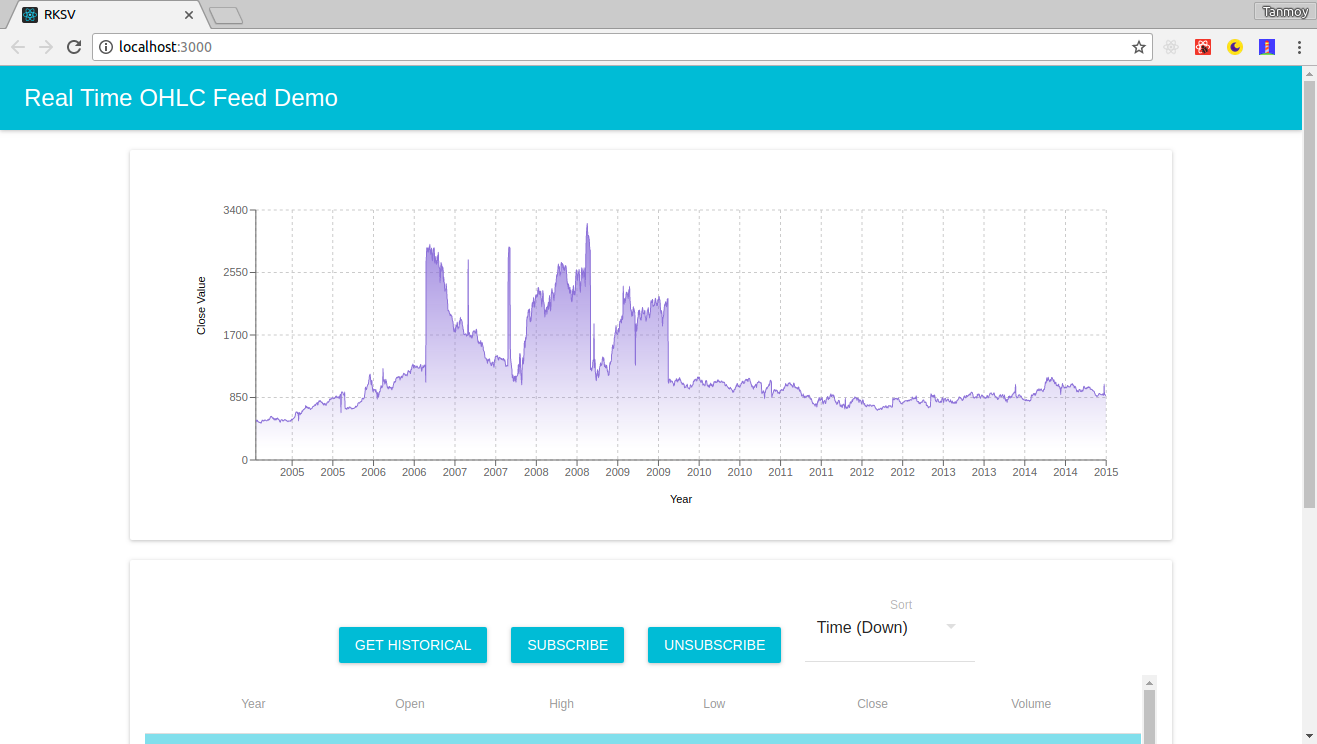 RKSV
Tanmoy
localhost:3000
Real Time OHLC Feed Demo
3400
2550
1700
850
0
Close Value
2005 2005 2006 2006 2007 2007 2008 2008 2009 2009 2010 2010 2011 2011 2012 2012 2013 2013 2014 2014 2015
Year
Sort
Time (Down)
GET HISTORICAL SUBSCRIBE UNSUBSCRIBE
Year Open High Low Close Volume